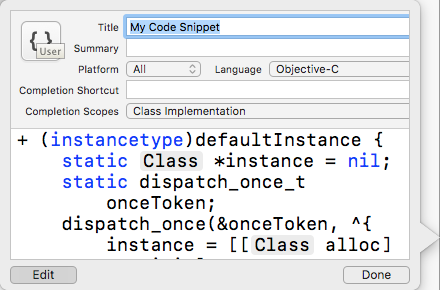 Title My Code Snippet
{ }
User
Summary
Platform All Language Objective-C
Completion Shortcut
Completion Scopes Class Implementation
+ (instancetype)defaultInstance {
static Class *instance = nil;
static dispatch_once_t
onceToken;
dispatch_once(&onceToken, ^{
instance = [[Class alloc]
Edit Done